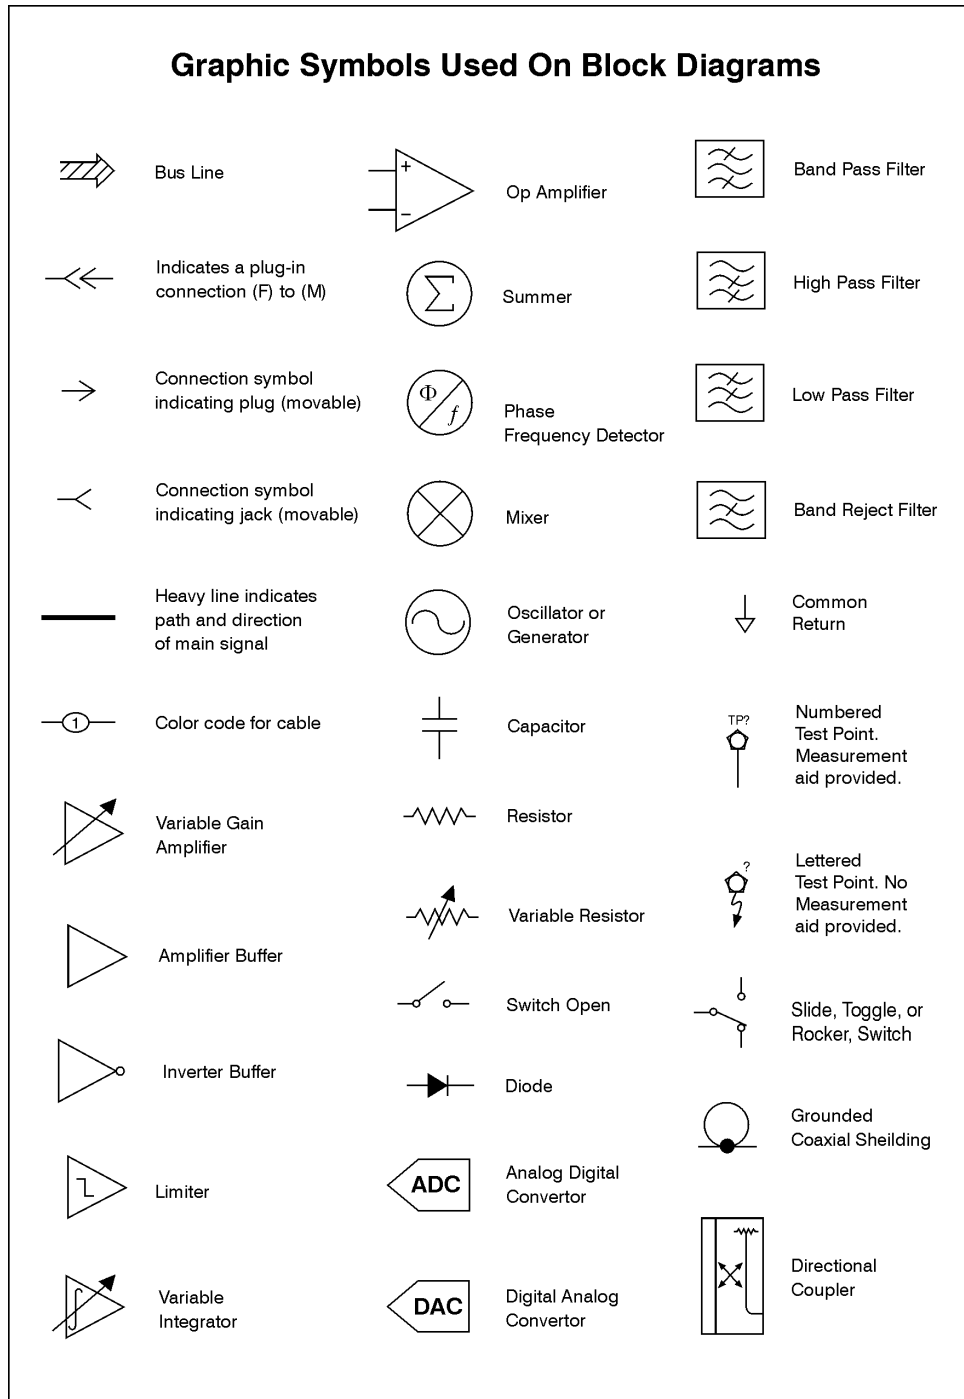 Graphic Symbols Used On Block Diagrams
Bus Line
Indicates a plug-in
connection (F) to (M)
Connection symbol
indicating plug (movable)
Connection symbol
indicating jack (movable)
Heavy line indicates
path and direction
of main signal
1
Color code for cable
Variable Gain
Amplifier
Amplifier Buffer
Inverter Buffer
Limiter
Variable
Integrator
+
−
Op Amplifier
Σ
Summer
Φ
f
Phase
Frequency Detector
Mixer
Oscillator or
Generator
Capacitor
Resistor
Variable Resistor
Switch Open
Diode
ADC
Analog Digital
Convertor
DAC
Digital Analog
Convertor
Band Pass Filter
High Pass Filter
Low Pass Filter
Band Reject Filter
Common
Return
TP?
Numbered
Test Point.
Measurement
aid provided.
?
Lettered
Test Point. No
Measurement
aid provided.
Slide, Toggle, or
Rocker, Switch
Grounded
Coaxial Sheilding
Directional
Coupler